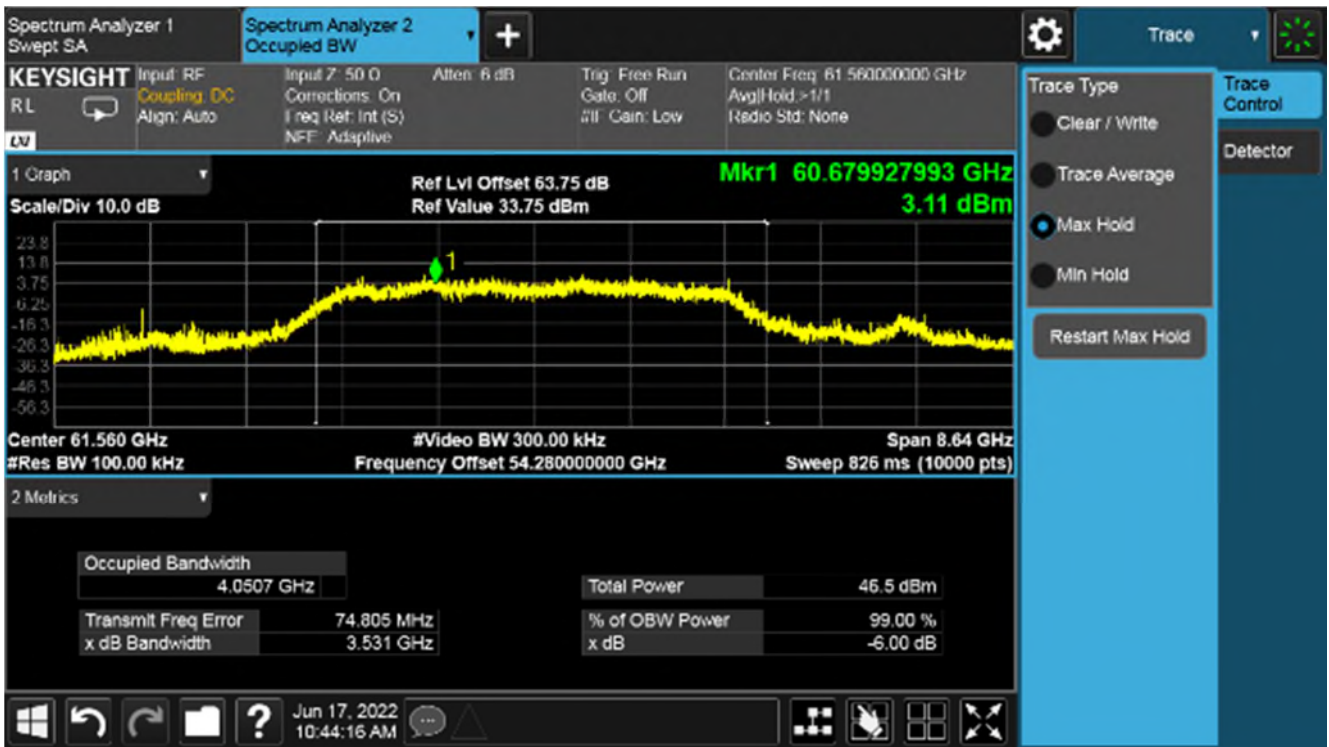 Spectrum Analyzer 1
Swept SA
Spectrum Analyzer 2
Occupied BW
Trace
KEYSIGHT
RL
LXI
Input: RF
Coupling: DC
Align: Auto
Input Z: 50 Ω
Corrections: On
Freq Ref: Int (S)
NFE: Adaptive
Atten: 6 dB
Trig: Free Run
Gate: Off
#IF Gain: Low
Center Freq: 61.560000000 GHz
Avg|Hold:>1/1
Radio Std: None
Trace Type
Clear / Write
Trace Average
Max Hold
Min Hold
Restart Max Hold
Trace
Control
Detector
1 Graph
Scale/Div 10.0 dB
Ref Lvl Offset 63.75 dB
Ref Value 33.75 dBm
Mkr1 60.679927993 GHz
3.11 dBm
23.8
13.8
3.75
-6.25
-16.3
-26.3
-36.3
-46.3
-56.3
1
Center 61.560 GHz
#Res BW 100.00 kHz
#Video BW 300.00 kHz
Frequency Offset 54.280000000 GHz
Span 8.64 GHz
Sweep 826 ms (10000 pts)
2 Metrics
Occupied Bandwidth
4.0507 GHz
Total Power 46.5 dBm
Transmit Freq Error 74.805 MHz
% of OBW Power 99.00 %
x dB Bandwidth 3.531 GHz
x dB -6.00 dB
?
Jun 17, 2022
10:44:16 AM